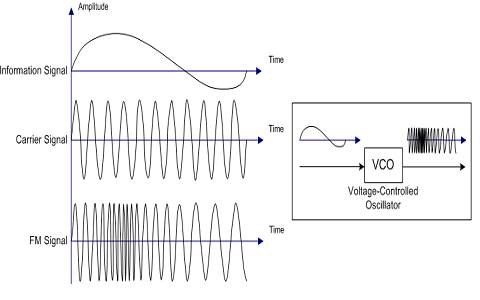 Amplitude
Time
Information Signal
Time
Carrier Signal
VCO
Voltage-Controlled
Oscillator
Time
FM Signal